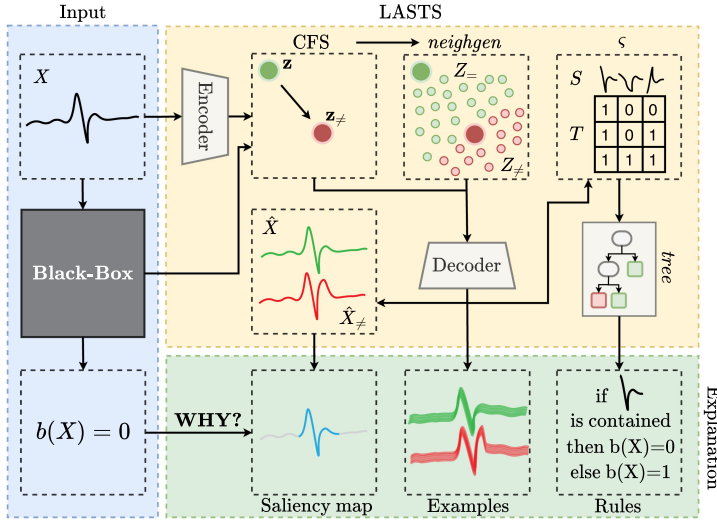 Input
LASTS
X
Encoder
CFS
z
z≠
neighgen
Z=
Z≠
ς
S
T
1 0 0
1 0 1
1 1 1
Black-Box
X̂
X̂≠
Decoder
tree
b(X) = 0
WHY?
Saliency map
Examples
if
is contained
then b(X)=0
else b(X)=1
Rules
Explanation